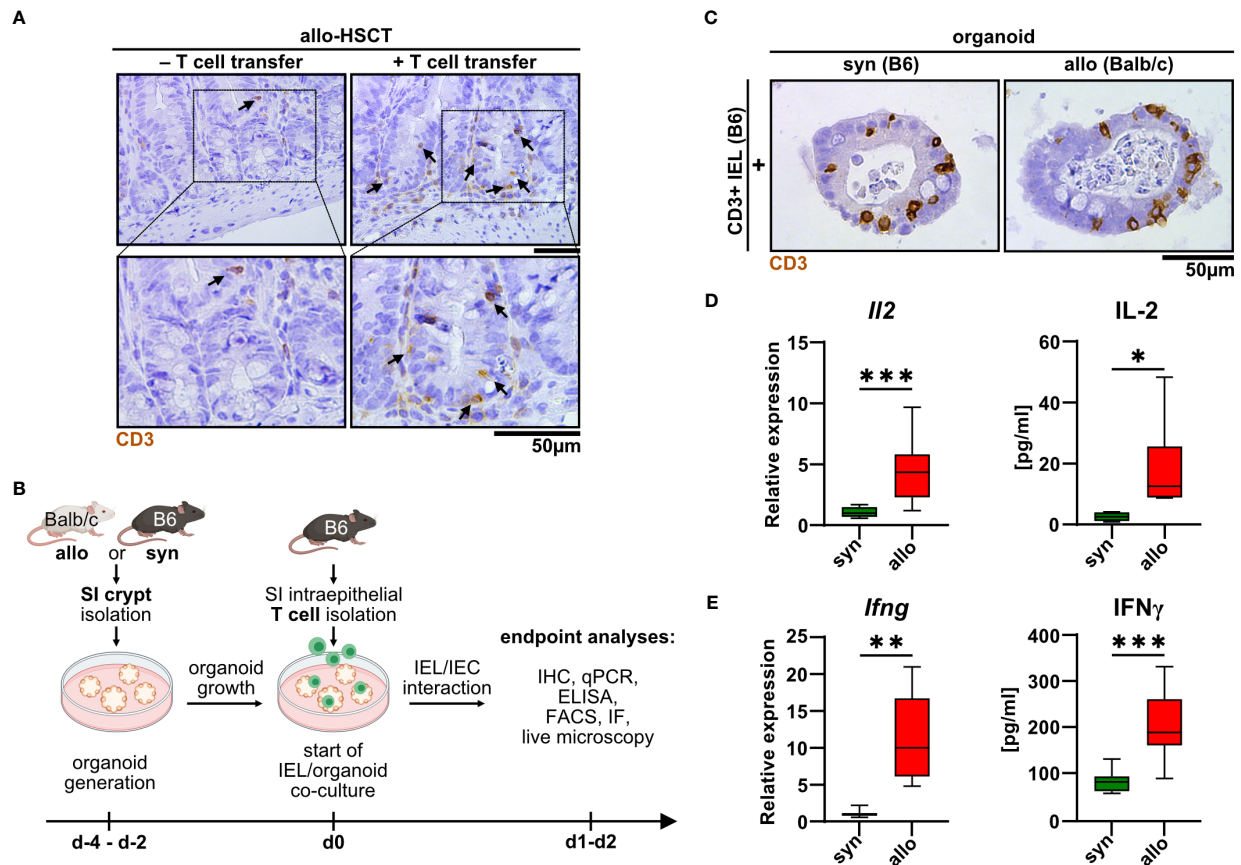 A
allo-HSCT
– T cell transfer
+ T cell transfer
CD3
50µm
B
Balb/c
B6
allo or syn
SI crypt
isolation
organoid
generation
organoid
growth
B6
SI intraepithelial
T cell isolation
start of
IEL/organoid
co-culture
IEL/IEC
interaction
endpoint analyses:
IHC, qPCR,
ELISA,
FACS, IF,
live microscopy
d-4 - d-2
d0
d1-d2
C
organoid
syn (B6)
allo (Balb/c)
CD3+ IEL (B6)
+
CD3
50µm
D
Il2
Relative expression
15
10
5
0
***
syn
allo
IL-2
[pg/ml]
60
40
20
0
*
syn
allo
E
Ifng
Relative expression
25
20
15
10
5
0
**
syn
allo
IFNγ
[pg/ml]
400
300
200
100
0
***
syn
allo